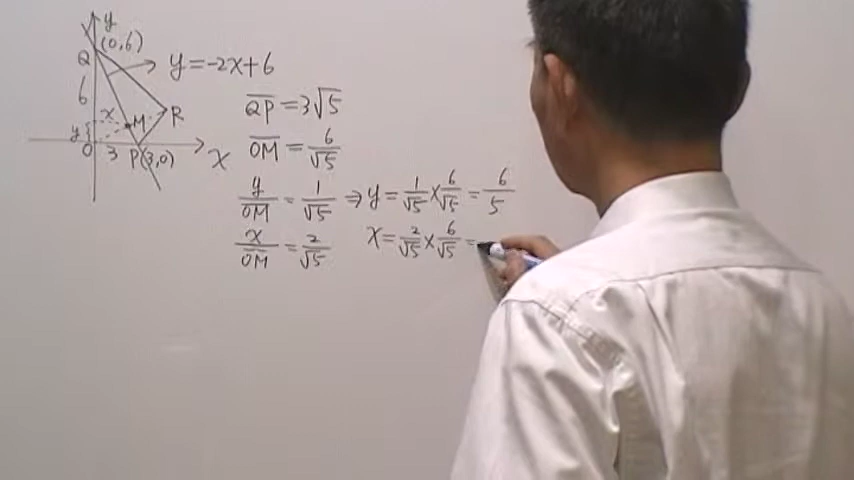 y
(0,6)
Q
y=-2x+6
6
x
M
R
y
O
3
P(3,0)
x
QP̅ = 3√5
OM̅ = 6/√5
y/OM̅ = 1/√5 ⇒ y = 1/√5 × 6/√5 = 6/5
x/OM̅ = 2/√5 x = 2/√5 × 6/√5 =